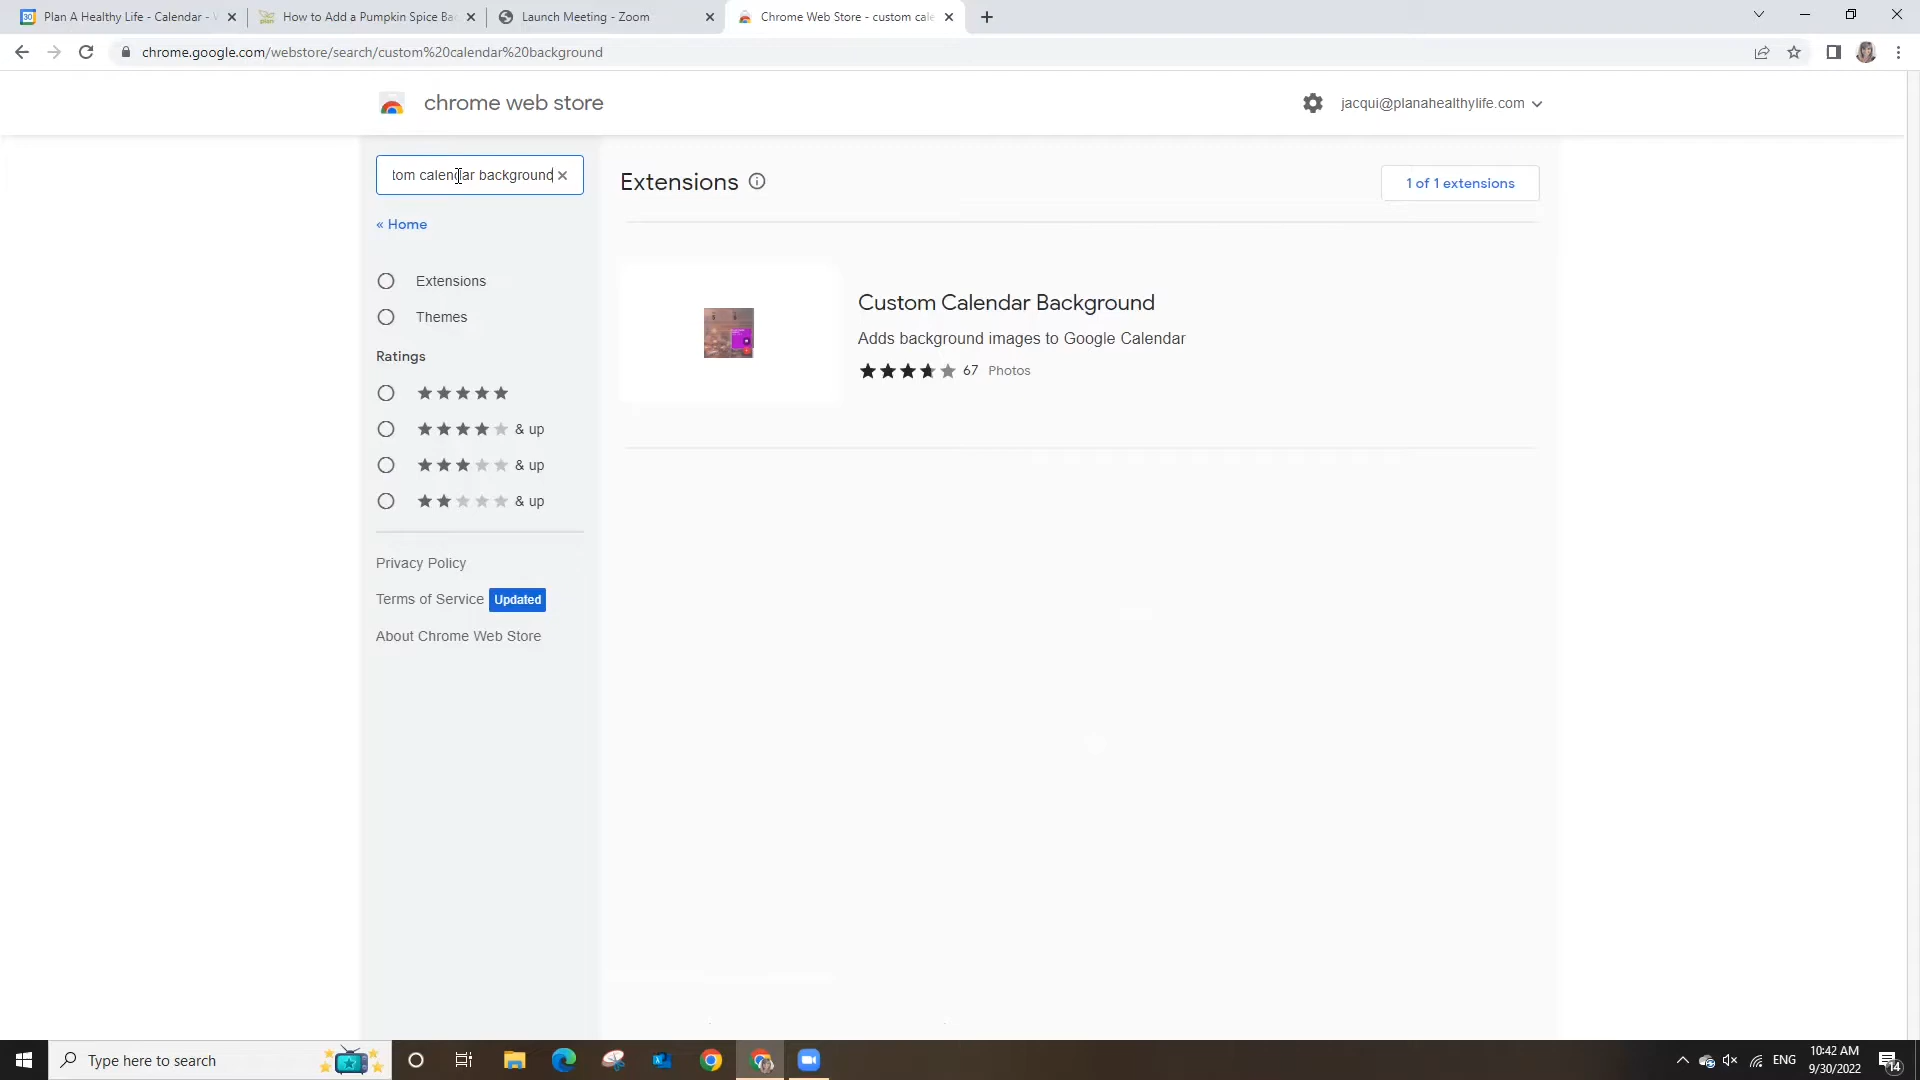 Plan A Healthy Life - Calendar -
How to Add a Pumpkin Spice Ba
Launch Meeting - Zoom
Chrome Web Store - custom cale
chrome.google.com/webstore/search/custom%20calendar%20background
chrome web store
jacqui@planahealthylife.com
tom calendar background
Extensions
1 of 1 extensions
« Home
Extensions
Themes
Custom Calendar Background
Adds background images to Google Calendar
67 Photos
Ratings
& up
& up
& up
Privacy Policy
Terms of Service Updated
About Chrome Web Store
Type here to search
ENG
10:42 AM
9/30/2022
14